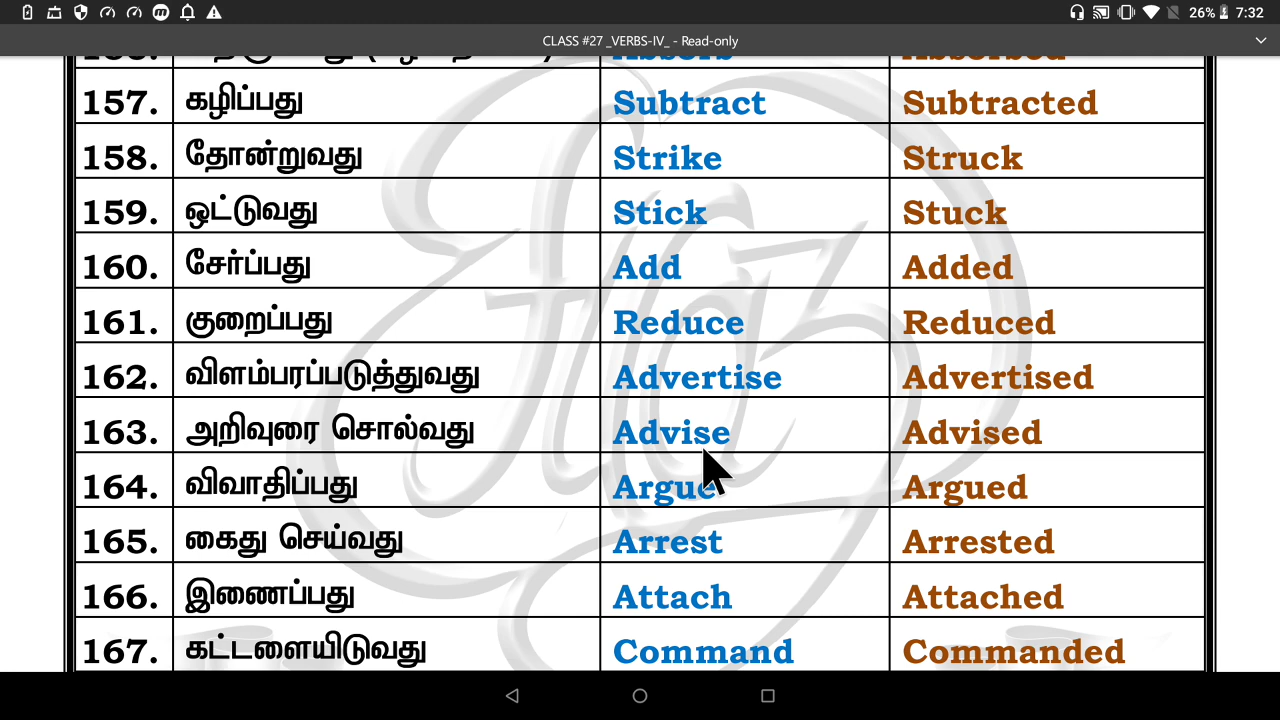 26% 7:32
CLASS #27 _VERBS-IV_ - Read-only
Absorb Absorbed
157. கழிப்பது Subtract Subtracted
158. தோன்றுவது Strike Struck
159. ஒட்டுவது Stick Stuck
160. சேர்ப்பது Add Added
161. குறைப்பது Reduce Reduced
162. விளம்பரப்படுத்துவது Advertise Advertised
163. அறிவுரை சொல்வது Advise Advised
164. விவாதிப்பது Argue Argued
165. கைது செய்வது Arrest Arrested
166. இணைப்பது Attach Attached
167. கட்டளையிடுவது Command Commanded